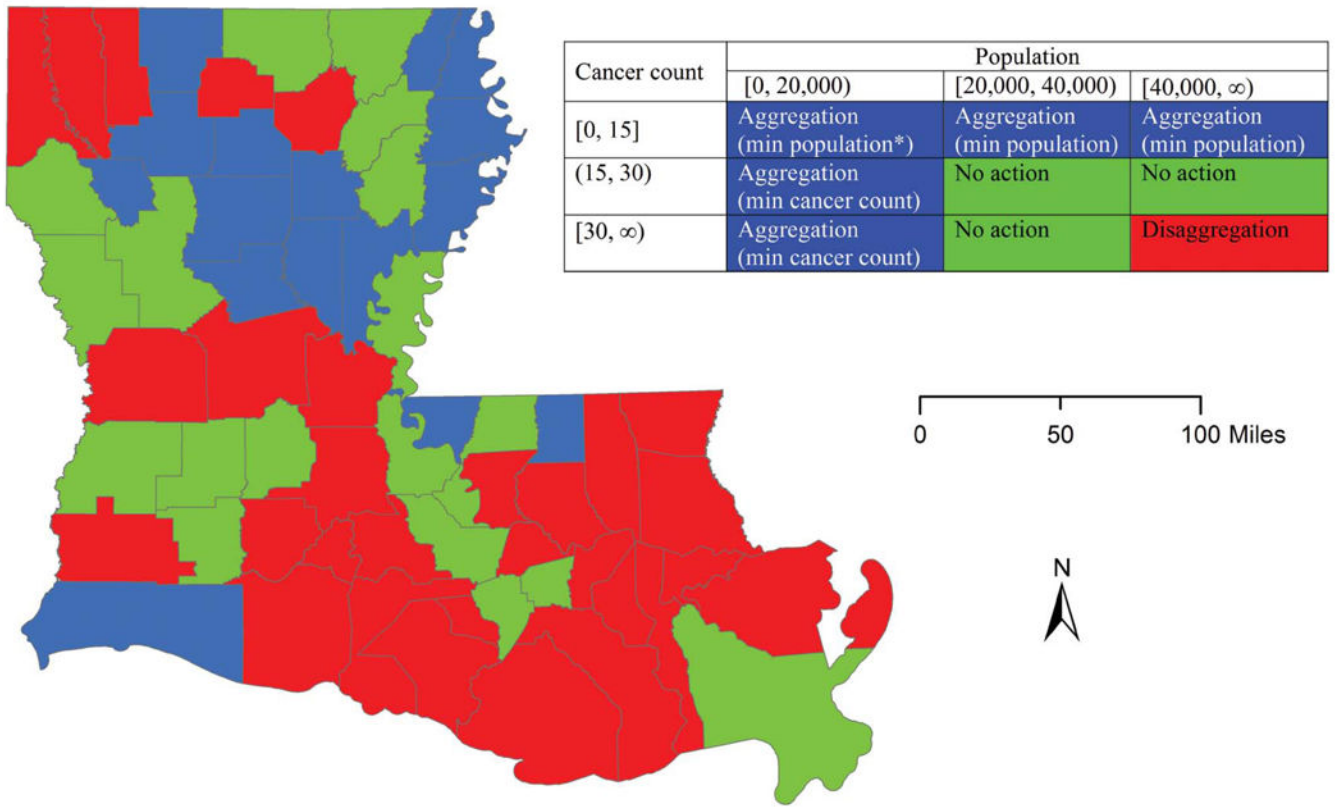 Cancer count
Population
[0, 20,000)
[20,000, 40,000)
[40,000, ∞)
[0, 15]
Aggregation
(min population*)
Aggregation
(min population)
Aggregation
(min population)
(15, 30)
Aggregation
(min cancer count)
No action
No action
[30, ∞)
Aggregation
(min cancer count)
No action
Disaggregation
0
50
100 Miles
N